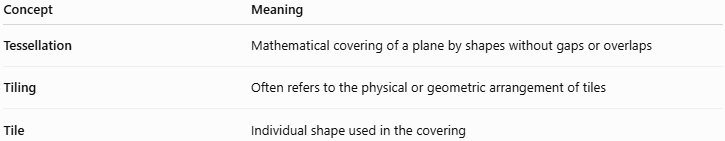 Concept Meaning
Tessellation Mathematical covering of a plane by shapes without gaps or overlaps
Tiling Often refers to the physical or geometric arrangement of tiles
Tile Individual shape used in the covering